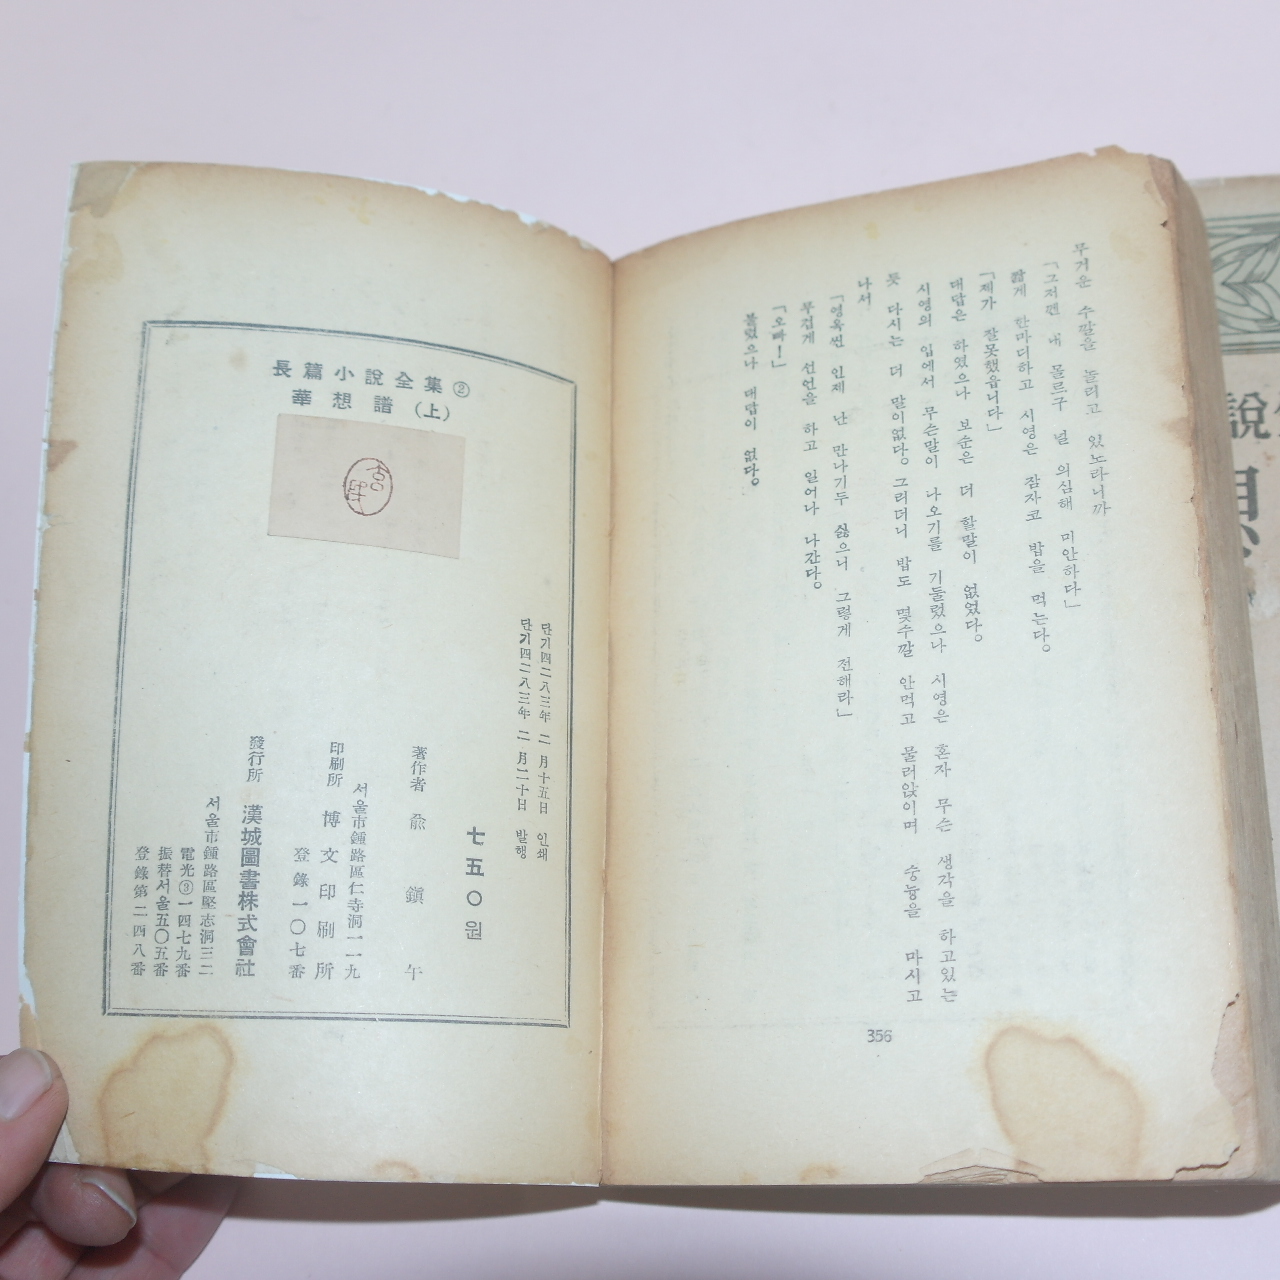 무거운 수깔을 놀리고 있노라니까
「그저껜 내 몰르구 널 의심해 미안하다」
짧게 한마디하고 시영은 잠자코 밥을 먹는다。
「제가 잘못했읍니다」
대답은 하였으나 보순은 더 할말이 없었다。
시영의 입에서 무슨말이 나오기를 기둘렀으나 시영은 혼자 무슨 생각을 하고있는
듯 다시는 더 말이없다。그리더니 밥도 몇수깔 안먹고 물러앉이며 숭늉을 마시고
나서
「영옥썬 인제 난 만나기두 싫으니 그렇게 전해라」
무겁게 선언을 하고 일어나 나간다。
「오빠!」
불렀으나 대답이 없다。
356
長篇小說全集②
華想譜(上)
단기四二八三年 二月十五日 인쇄
단기四二八三年 二月二十日 발행
七五〇원
著作者 兪鎭午
서울市鍾路區仁寺洞一一九
印刷所 博文印刷所
登錄一〇七番
發行所 漢城圖書株式會社
서울市鍾路區堅志洞三二
電光③一四七九番
振替서울五〇五番
登錄第二四八番
說
想